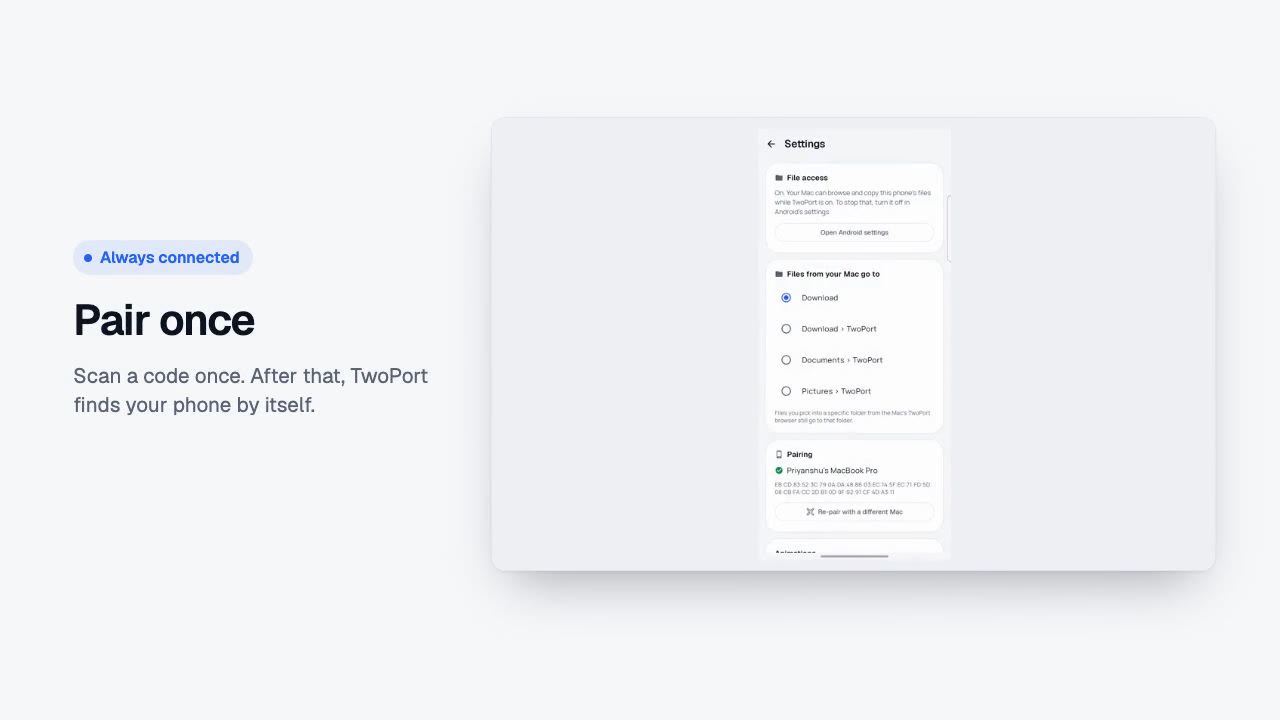 Always connected
Pair once
Scan a code once. After that, TwoPort
finds your phone by itself.
Settings
File access
On. Your Mac can browse and copy this phone's files
while TwoPort is on. To stop that, turn it off in
Android's settings
Open Android settings
Files from your Mac go to
Download
Download › TwoPort
Documents › TwoPort
Pictures › TwoPort
Files you pick into a specific folder from the Mac's TwoPort
browser still go to that folder.
Pairing
Priyanshu's MacBook Pro
Re-pair with a different Mac
Animations